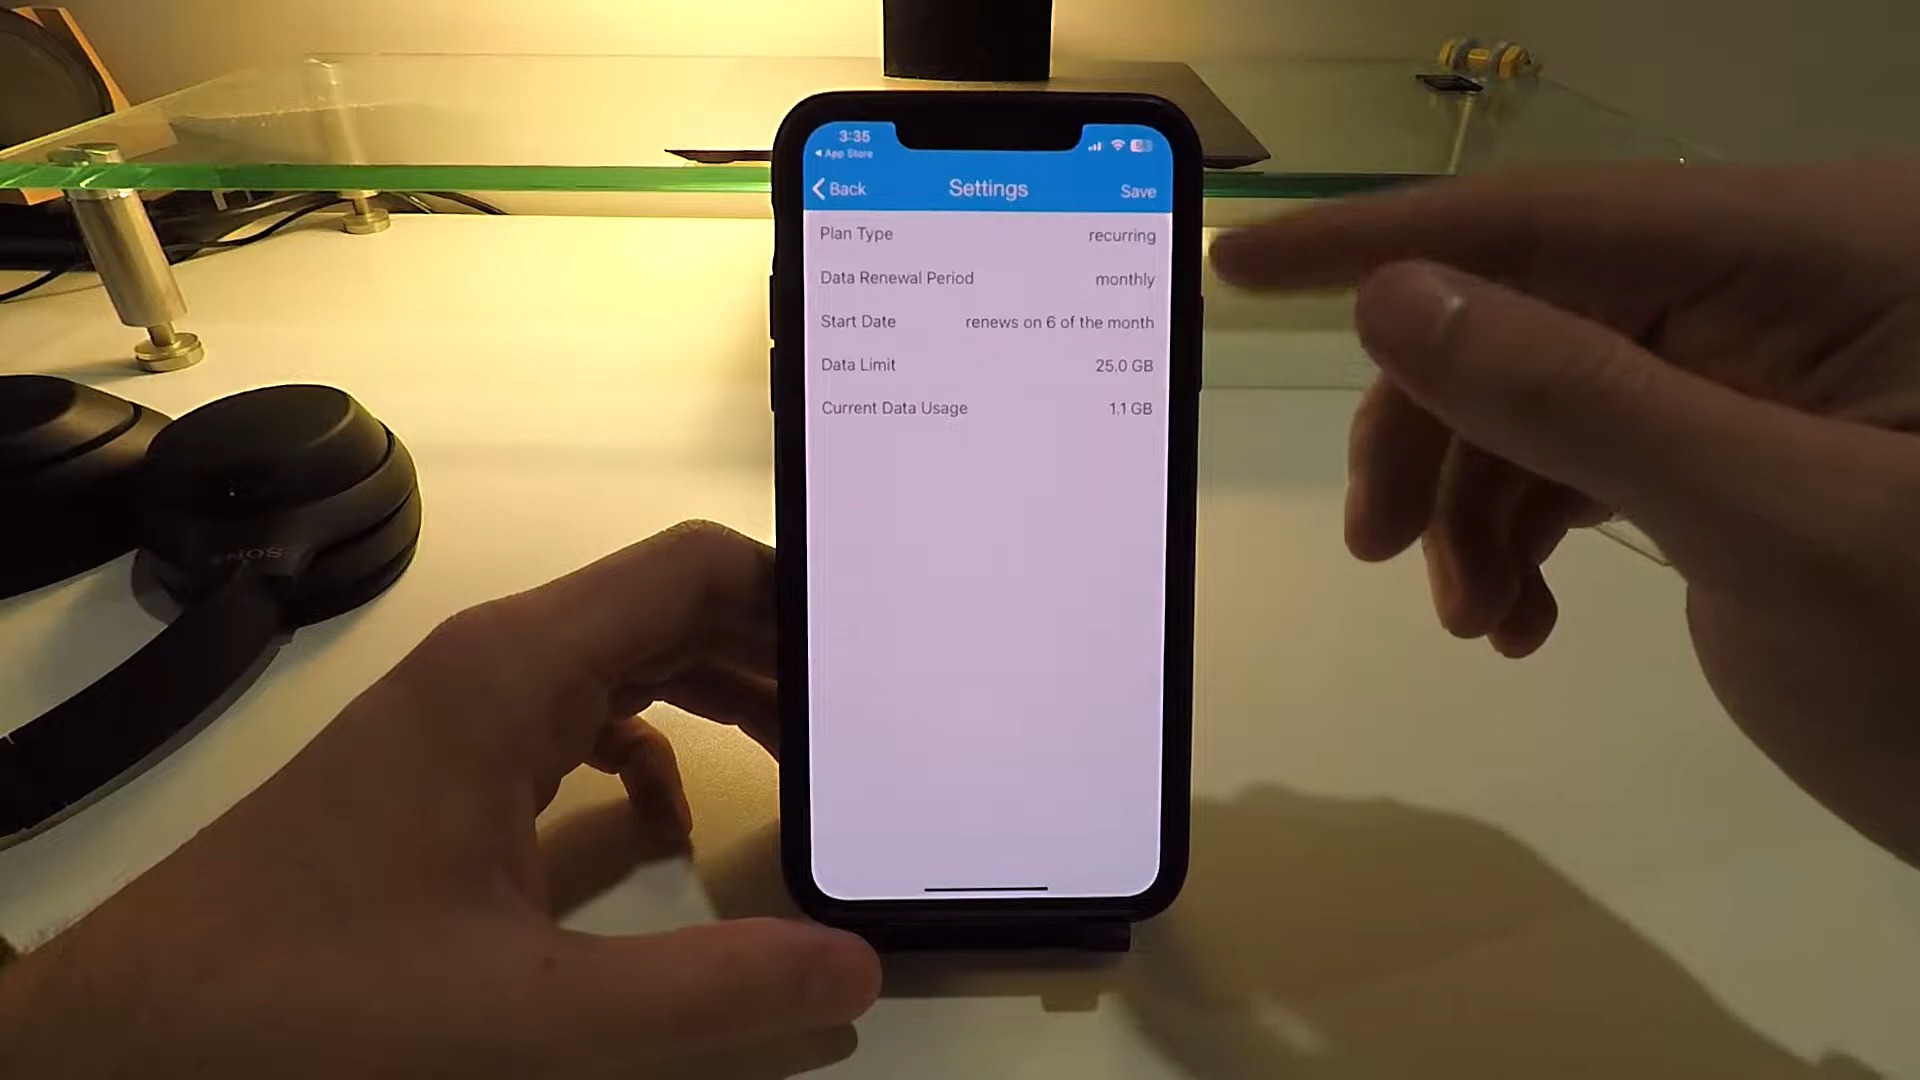 3:35
App Store
Back
Settings
Save
Plan Type
recurring
Data Renewal Period
monthly
Start Date
renews on 6 of the month
Data Limit
25.0 GB
Current Data Usage
1.1 GB
SONY